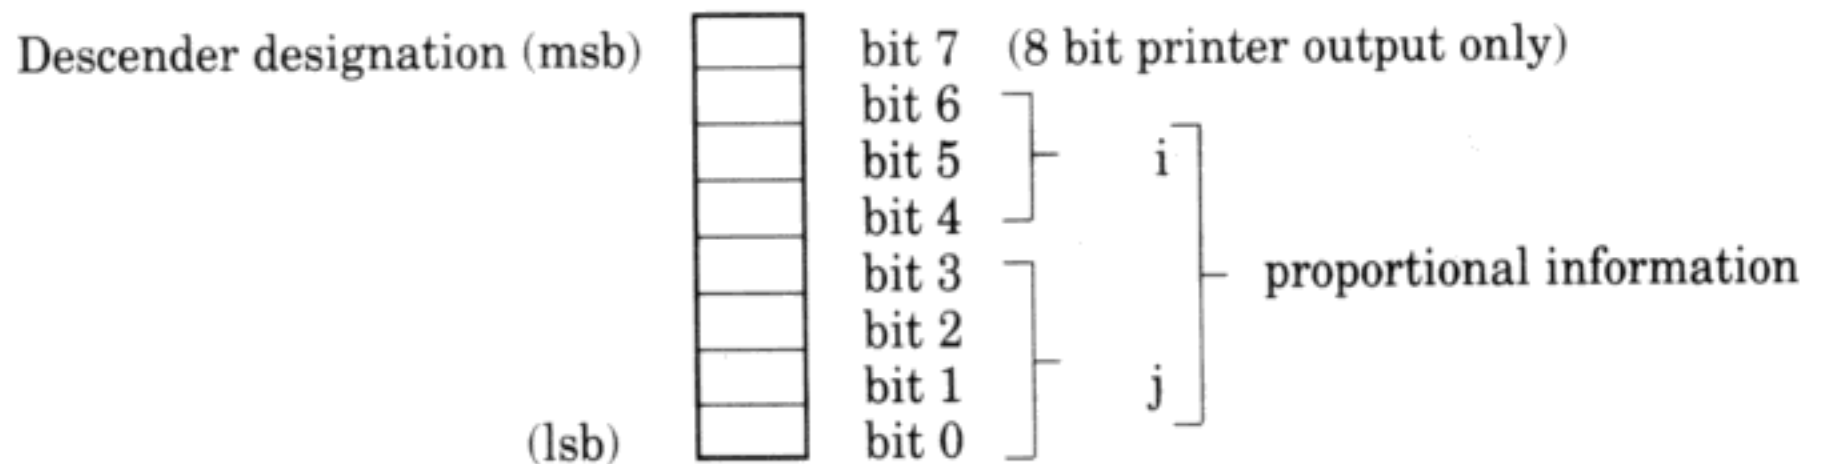 Descender designation (msb) bit 7 (8 bit printer output only)
bit 6
bit 5 i
bit 4
bit 3 proportional information
bit 2
bit 1 j
(lsb) bit 0